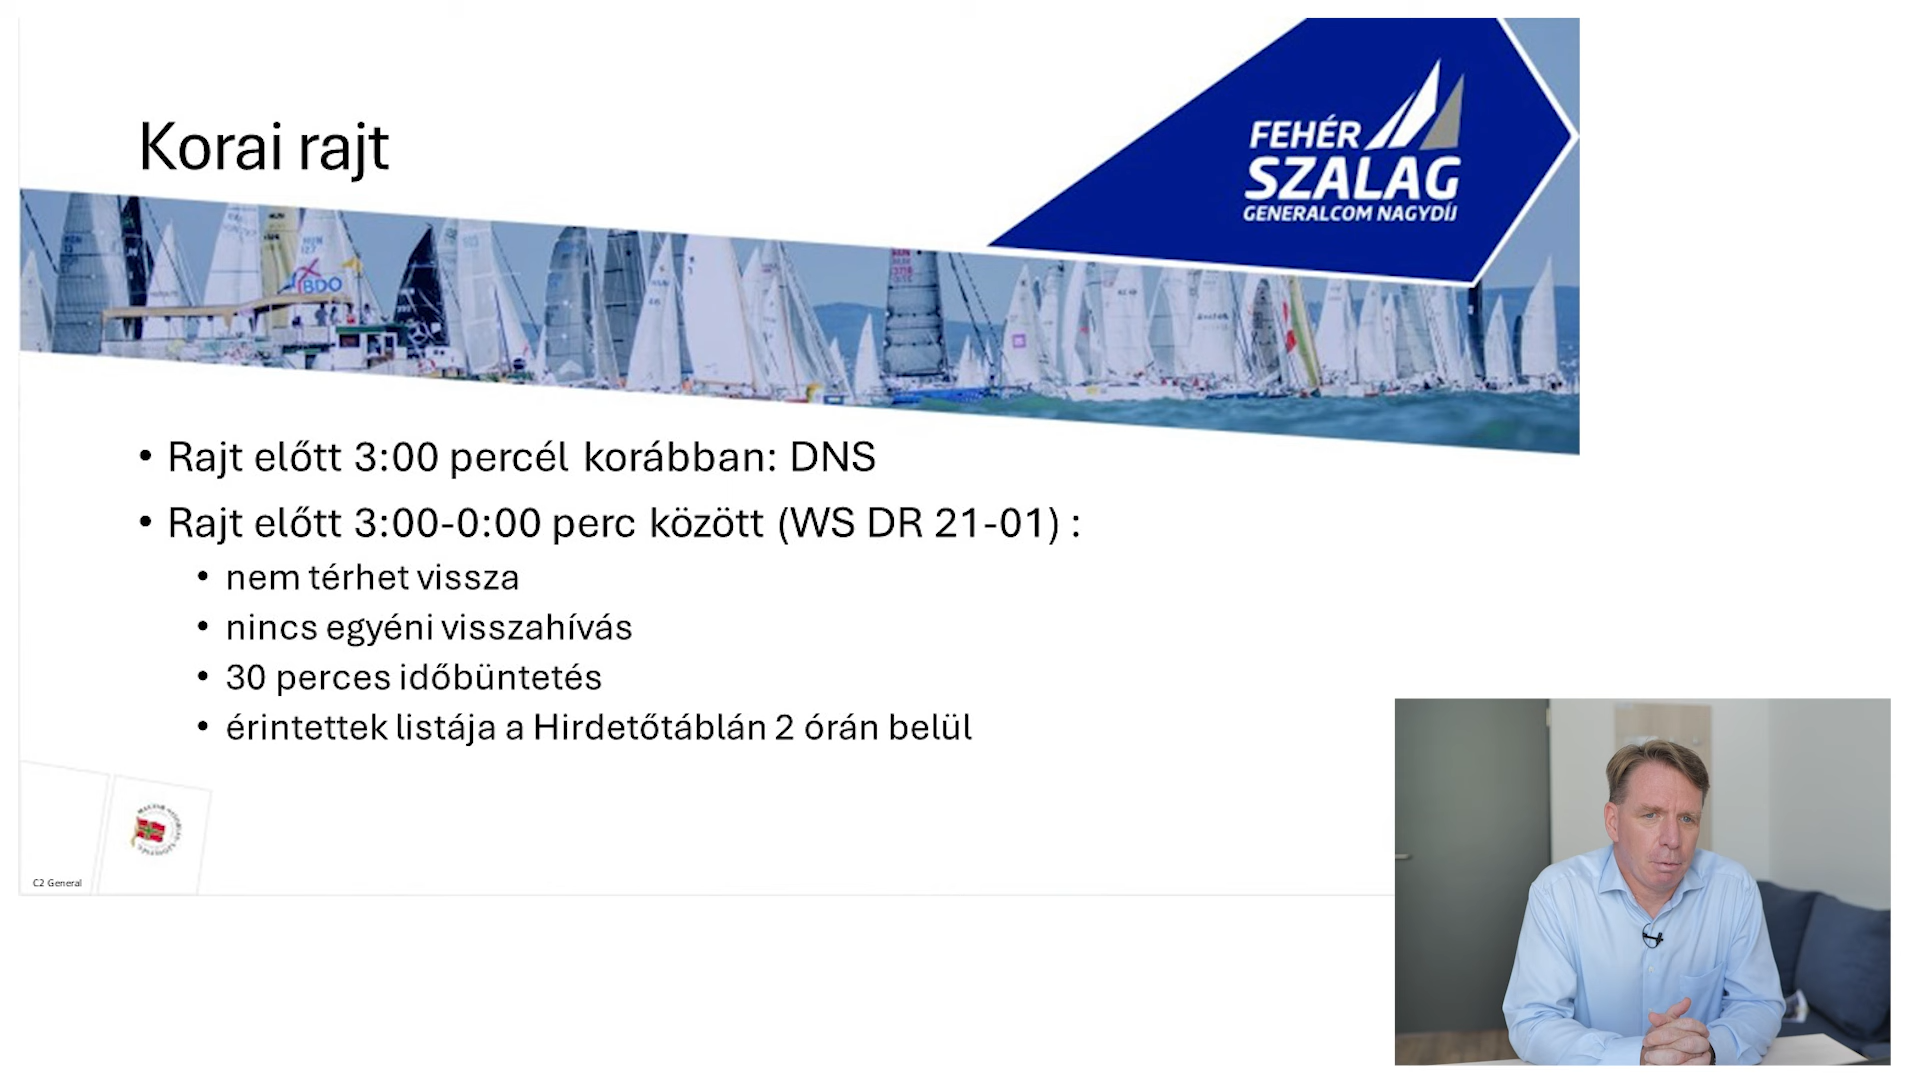 Korai rajt
FEHÉR
SZALAG
GENERALCOM NAGYDÍJ
BDO
• Rajt előtt 3:00 percél korábban: DNS
• Rajt előtt 3:00-0:00 perc között (WS DR 21-01) :
• nem térhet vissza
• nincs egyéni visszahívás
• 30 perces időbüntetés
• érintettek listája a Hirdetőtáblán 2 órán belül
C2 General